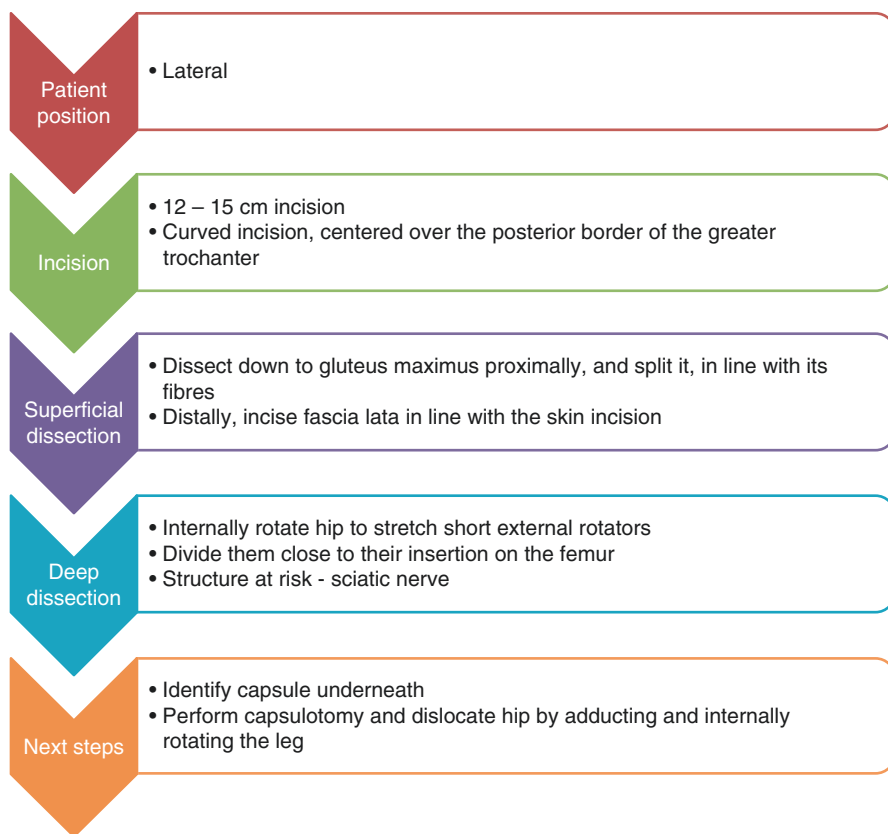 Patient
position
• Lateral
Incision
• 12 – 15 cm incision
• Curved incision, centered over the posterior border of the greater
trochanter
Superficial
dissection
• Dissect down to gluteus maximus proximally, and split it, in line with its
fibres
• Distally, incise fascia lata in line with the skin incision
Deep
dissection
• Internally rotate hip to stretch short external rotators
• Divide them close to their insertion on the femur
• Structure at risk - sciatic nerve
Next steps
• Identify capsule underneath
• Perform capsulotomy and dislocate hip by adducting and internally
rotating the leg